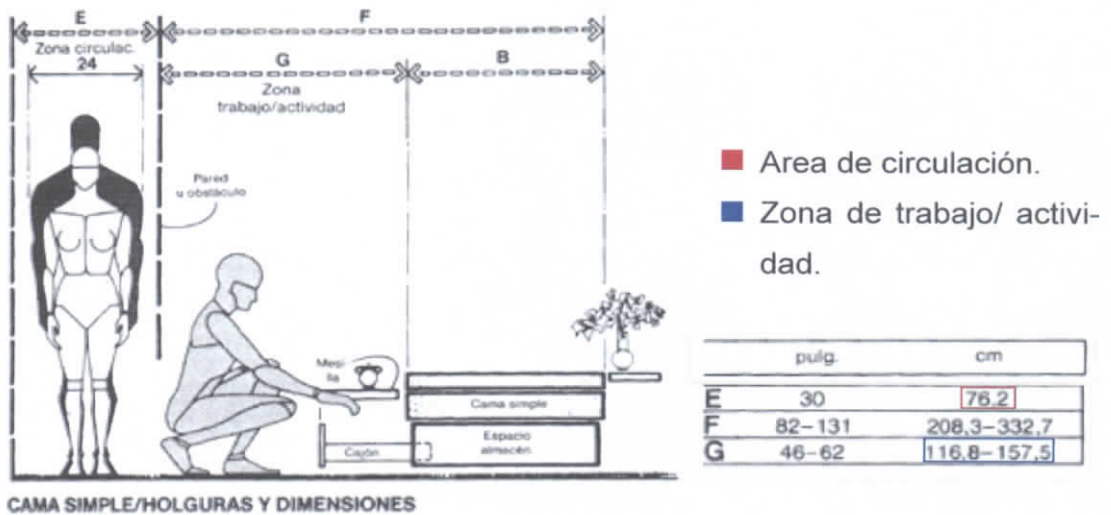 E
F
Zona circulac.
24
G
B
Zona
trabajo/actividad
Pared
u obstáculo
Mesi-
lla
Cama simple
Cajón
Espacio
almacén.
CAMA SIMPLE/HOLGURAS Y DIMENSIONES
Area de circulación.
Zona de trabajo/ activi-
dad.
pulg. cm
E 30 76,2
F 82–131 208,3–332,7
G 46–62 116,8–157,5